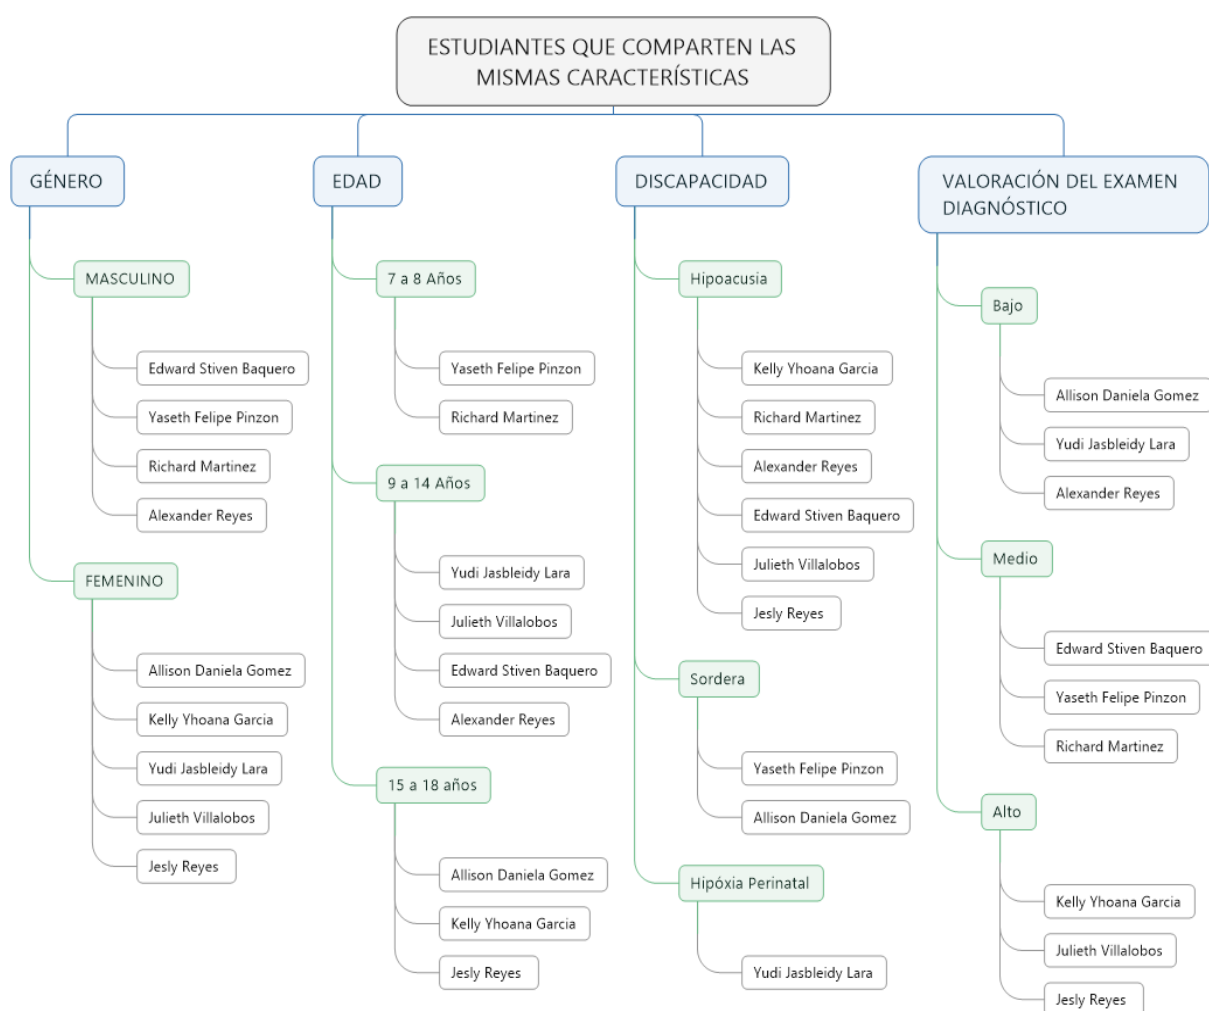 ESTUDIANTES QUE COMPARTEN LAS
MISMAS CARACTERÍSTICAS
GÉNERO
MASCULINO
Edward Stiven Baquero
Yaseth Felipe Pinzon
Richard Martinez
Alexander Reyes
FEMENINO
Allison Daniela Gomez
Kelly Yhoana Garcia
Yudi Jasbleidy Lara
Julieth Villalobos
Jesly Reyes
EDAD
7 a 8 Años
Yaseth Felipe Pinzon
Richard Martinez
9 a 14 Años
Yudi Jasbleidy Lara
Julieth Villalobos
Edward Stiven Baquero
Alexander Reyes
15 a 18 años
Allison Daniela Gomez
Kelly Yhoana Garcia
Jesly Reyes
DISCAPACIDAD
Hipoacusia
Kelly Yhoana Garcia
Richard Martinez
Alexander Reyes
Edward Stiven Baquero
Julieth Villalobos
Jesly Reyes
Sordera
Yaseth Felipe Pinzon
Allison Daniela Gomez
Hipóxia Perinatal
Yudi Jasbleidy Lara
VALORACIÓN DEL EXAMEN
DIAGNÓSTICO
Bajo
Allison Daniela Gomez
Yudi Jasbleidy Lara
Alexander Reyes
Medio
Edward Stiven Baquero
Yaseth Felipe Pinzon
Richard Martinez
Alto
Kelly Yhoana Garcia
Julieth Villalobos
Jesly Reyes